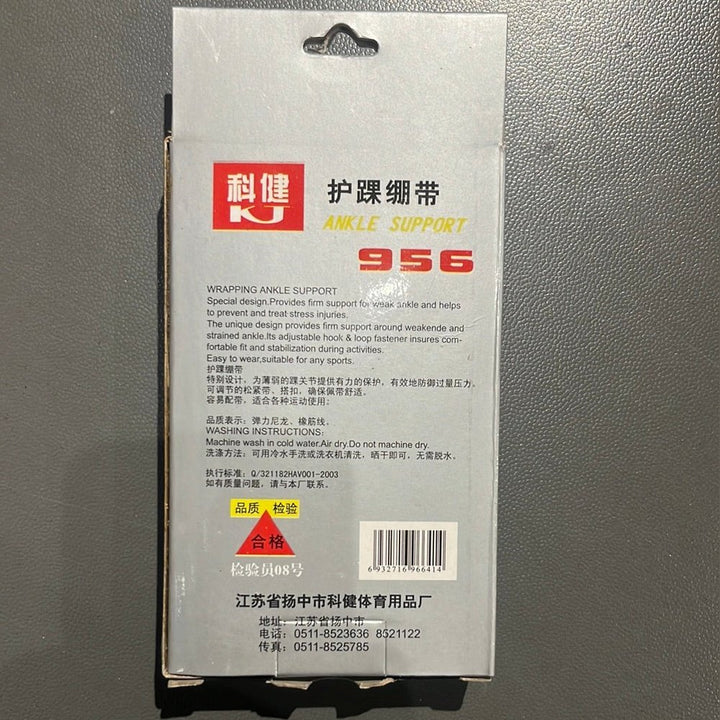 科健
KJ
护踝绷带
ANKLE SUPPORT
956
WRAPPING ANKLE SUPPORT
Special design.Provides firm support for weak ankle and helps
to prevent and treat stress injuries.
The unique design provides firm support around weakende and
strained ankle.Its adjustable hook & loop fastener insures com-
fortable fit and stabilization during activities.
Easy to wear,suitable for any sports.
护踝绷带
特别设计，为薄弱的踝关节提供有力的保护，有效地防御过量压力。
可调节的松紧带、搭扣，确保佩带舒适。
容易配带，适合各种运动使用；
品质表示：弹力尼龙、橡筋线。
WASHING INSTRUCTIONS:
Machine wash in cold water.Air dry.Do not machine dry.
洗涤方法：可用冷水手洗或洗衣机清洗，晒干即可，无需脱水。
执行标准：Q/321182HAV001-2003
如有质量问题，请与本厂联系。
品质 检验
合格
检验员08号
6932716966414
江苏省扬中市科健体育用品厂
地址：江苏省扬中市
电话：0511-8523636 8521122
传真：0511-8525785